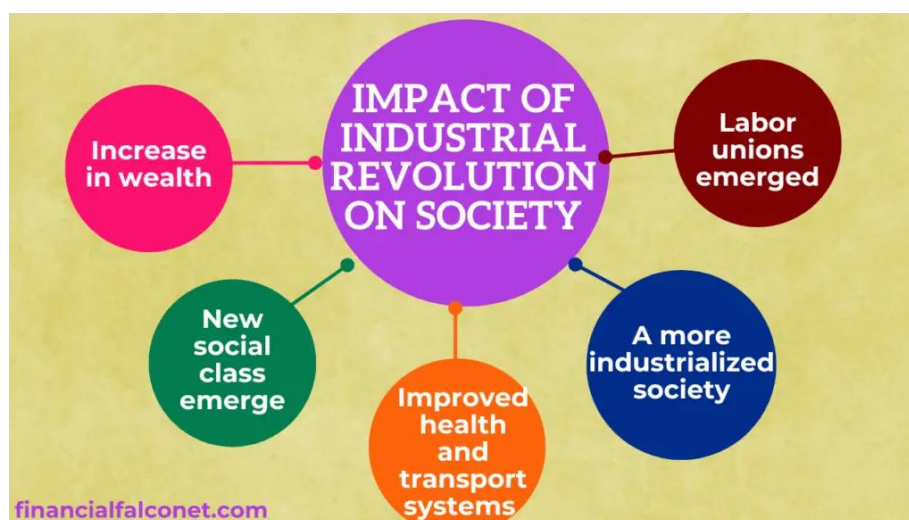 IMPACT OF
INDUSTRIAL
REVOLUTION
ON SOCIETY
Increase
in wealth
New
social
class
emerge
Improved
health
and
transport
systems
A more
industrialized
society
Labor
unions
emerged
financialfalconet.com